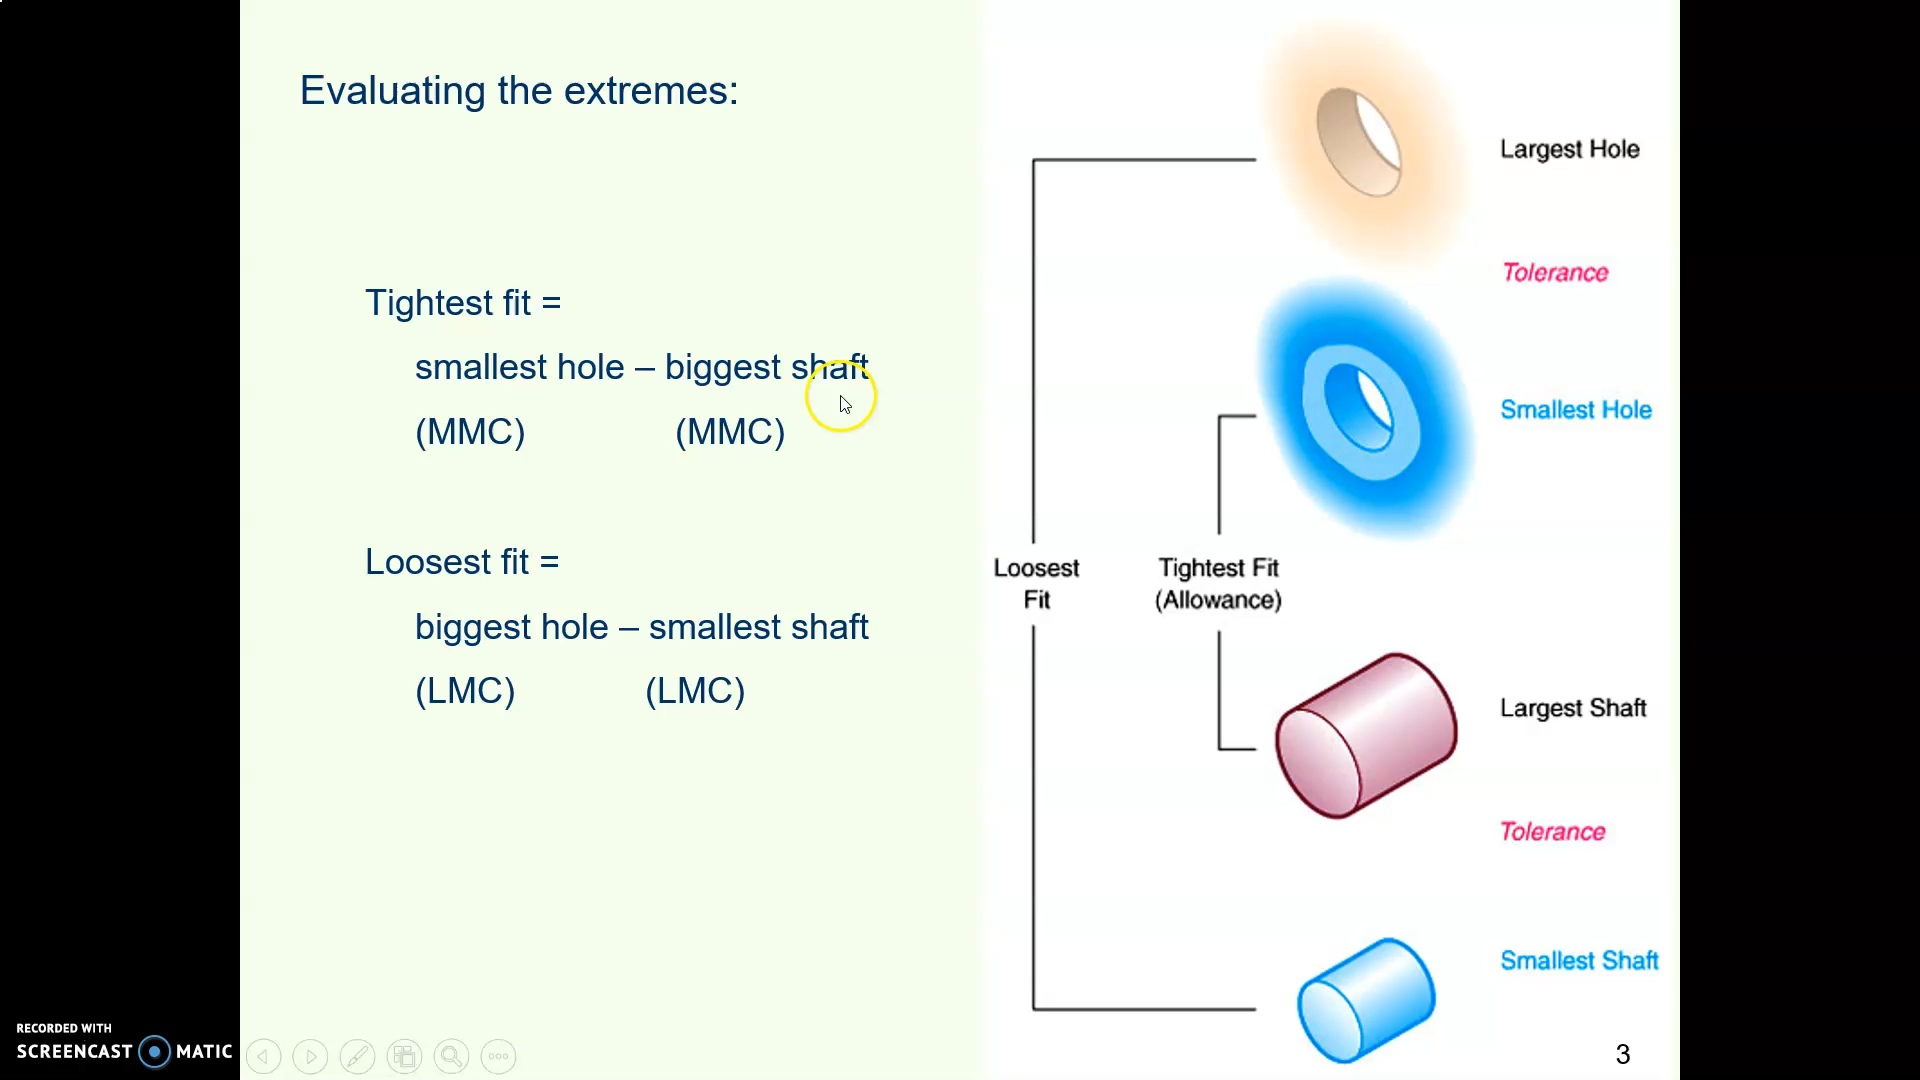 Evaluating the extremes:
Tightest fit =
smallest hole – biggest shaft
(MMC) (MMC)
Loosest fit =
biggest hole – smallest shaft
(LMC) (LMC)
Largest Hole
Tolerance
Smallest Hole
Loosest
Fit
Tightest Fit
(Allowance)
Largest Shaft
Tolerance
Smallest Shaft
RECORDED WITH
SCREENCAST MATIC
3